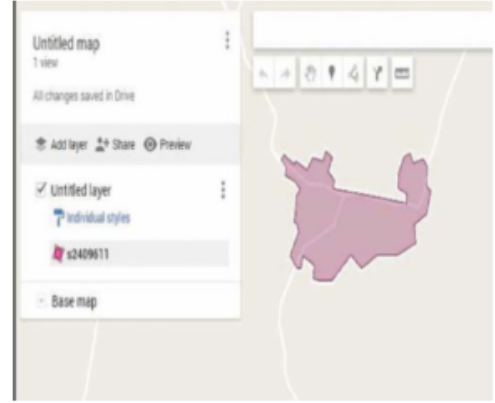 Untitled map
1 view
All changes saved in Drive
Add layer Share Preview
Untitled layer
Individual styles
s2409611
Base map